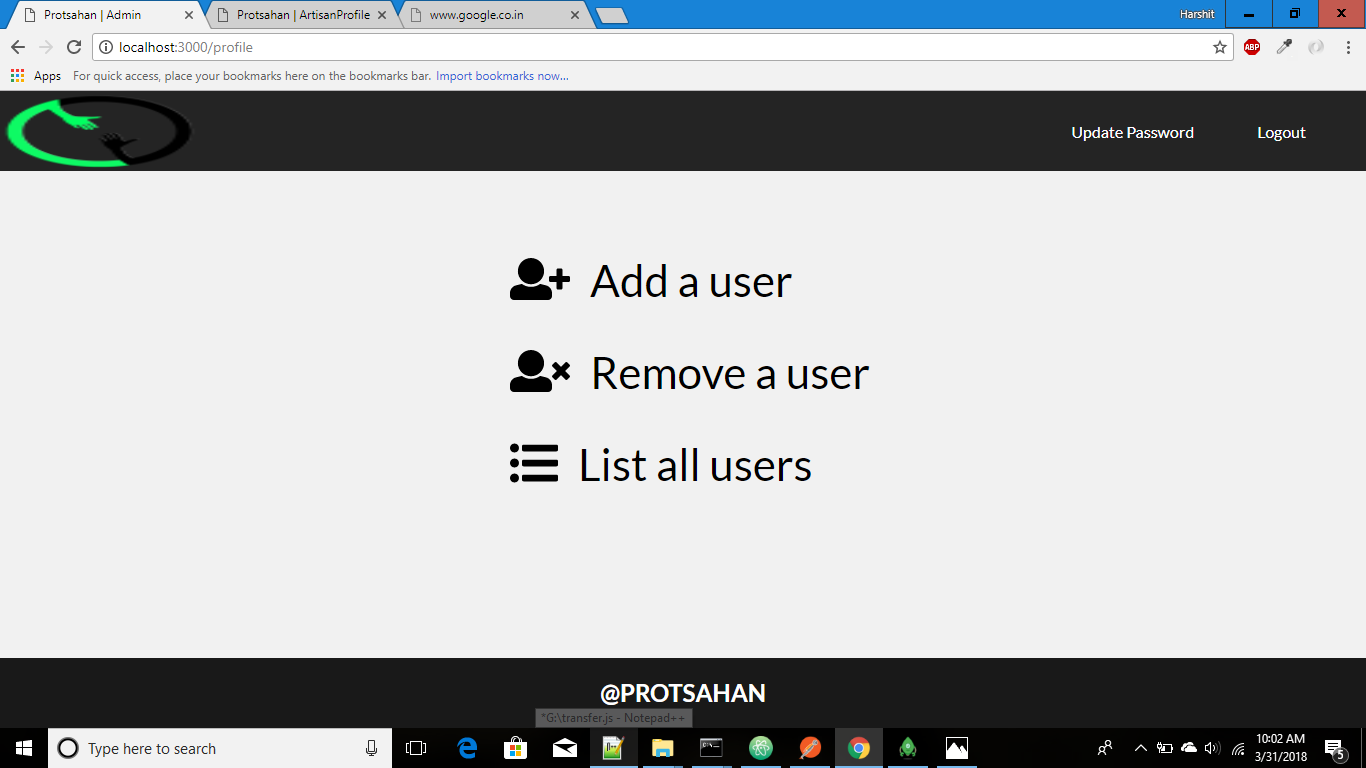 Protsahan | Admin
Protsahan | ArtisanProfile
www.google.co.in
Harshit
localhost:3000/profile
ABP
Apps
For quick access, place your bookmarks here on the bookmarks bar.
Import bookmarks now...
Update Password
Logout
Add a user
Remove a user
List all users
@PROTSAHAN
*G:\transfer.js - Notepad++
Type here to search
10:02 AM
3/31/2018
5